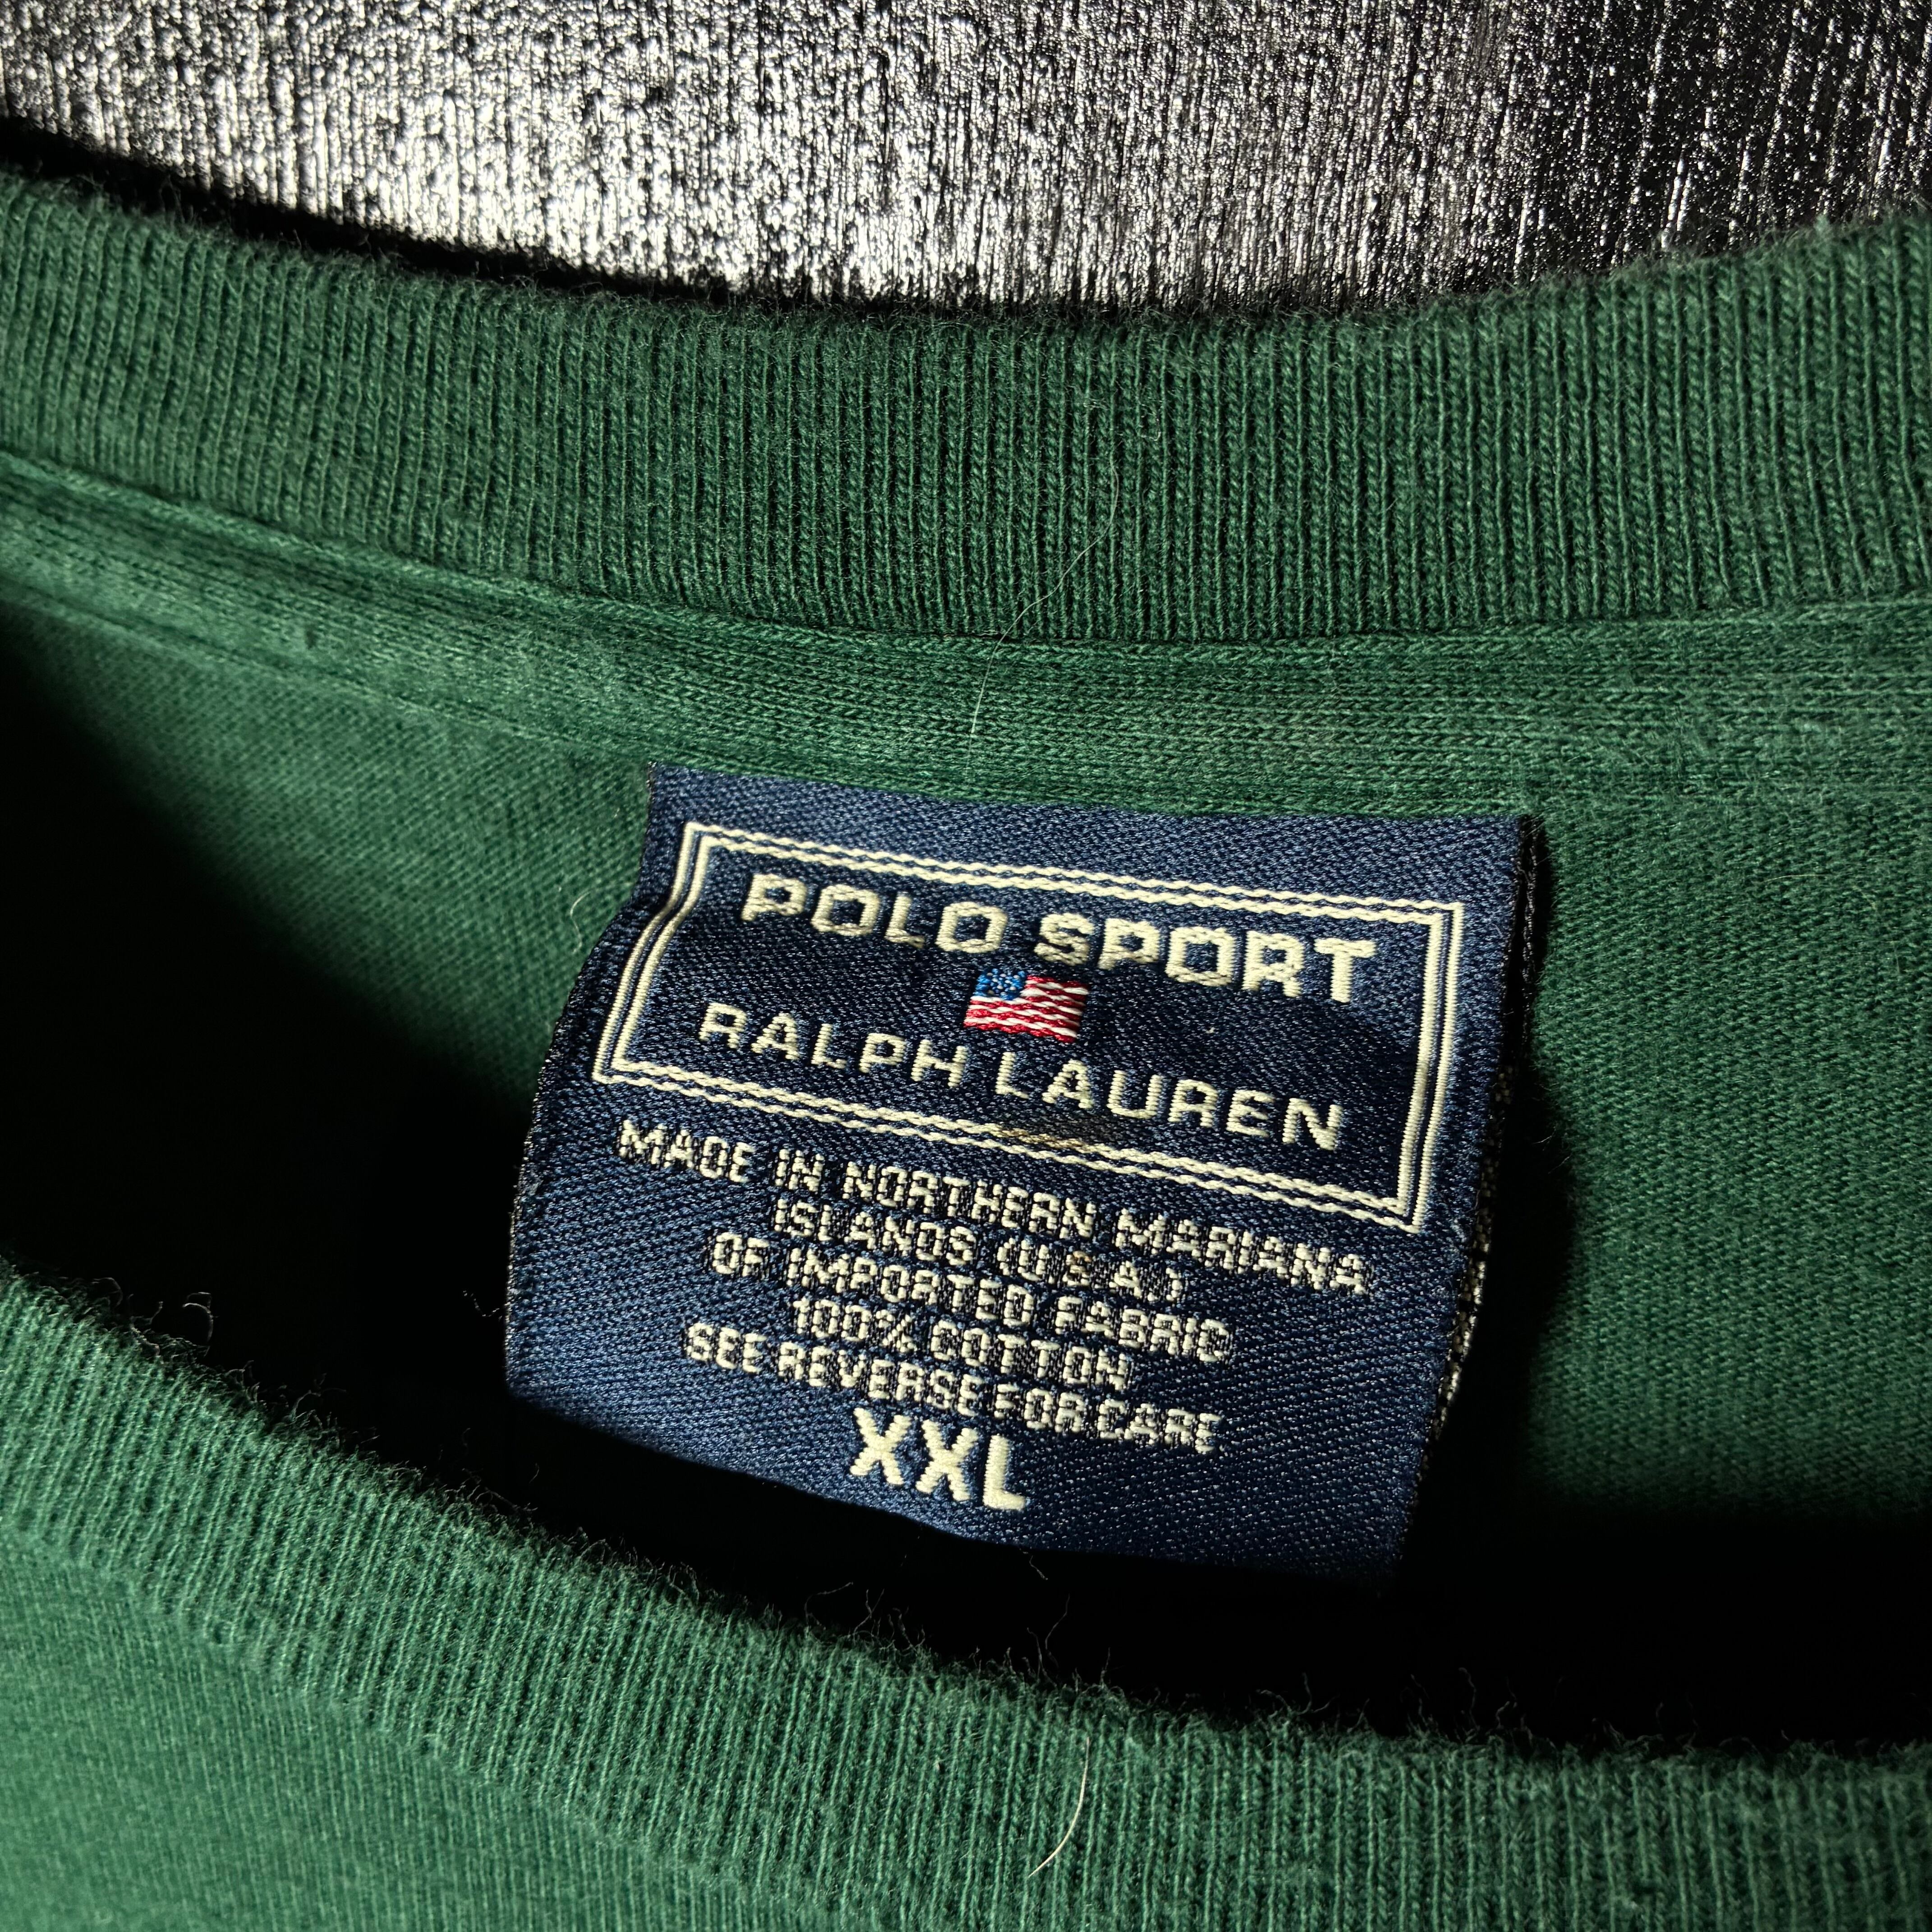 POLO SPORT
RALPH LAUREN
MADE IN NORTHERN MARIANA
ISLANDS (U.S.A.)
OF IMPORTED FABRIC
100% COTTON
SEE REVERSE FOR CARE
XXL